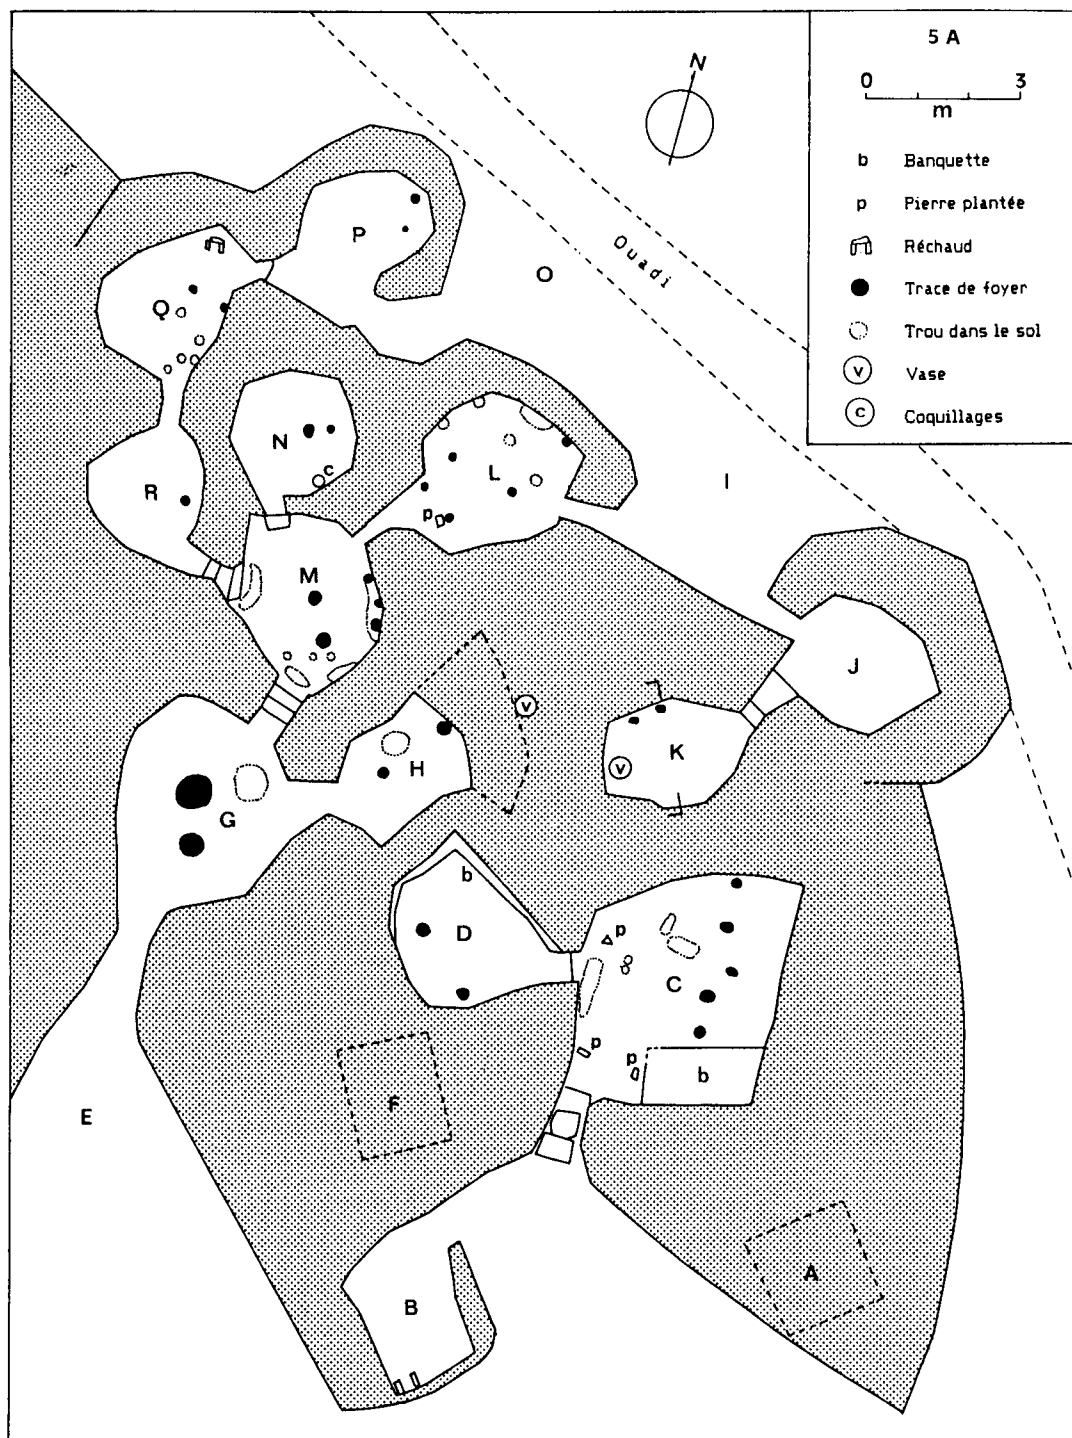 5 A
0 3
m
b Banquette
p Pierre plantée
Réchaud
Trace de foyer
Trou dans le sol
v Vase
c Coquillages
N
Ouadi
P
O
Q
N
c
L
I
R
p
M
J
v
K
H
v
G
b
D
p
C
p
p
b
F
E
A
B